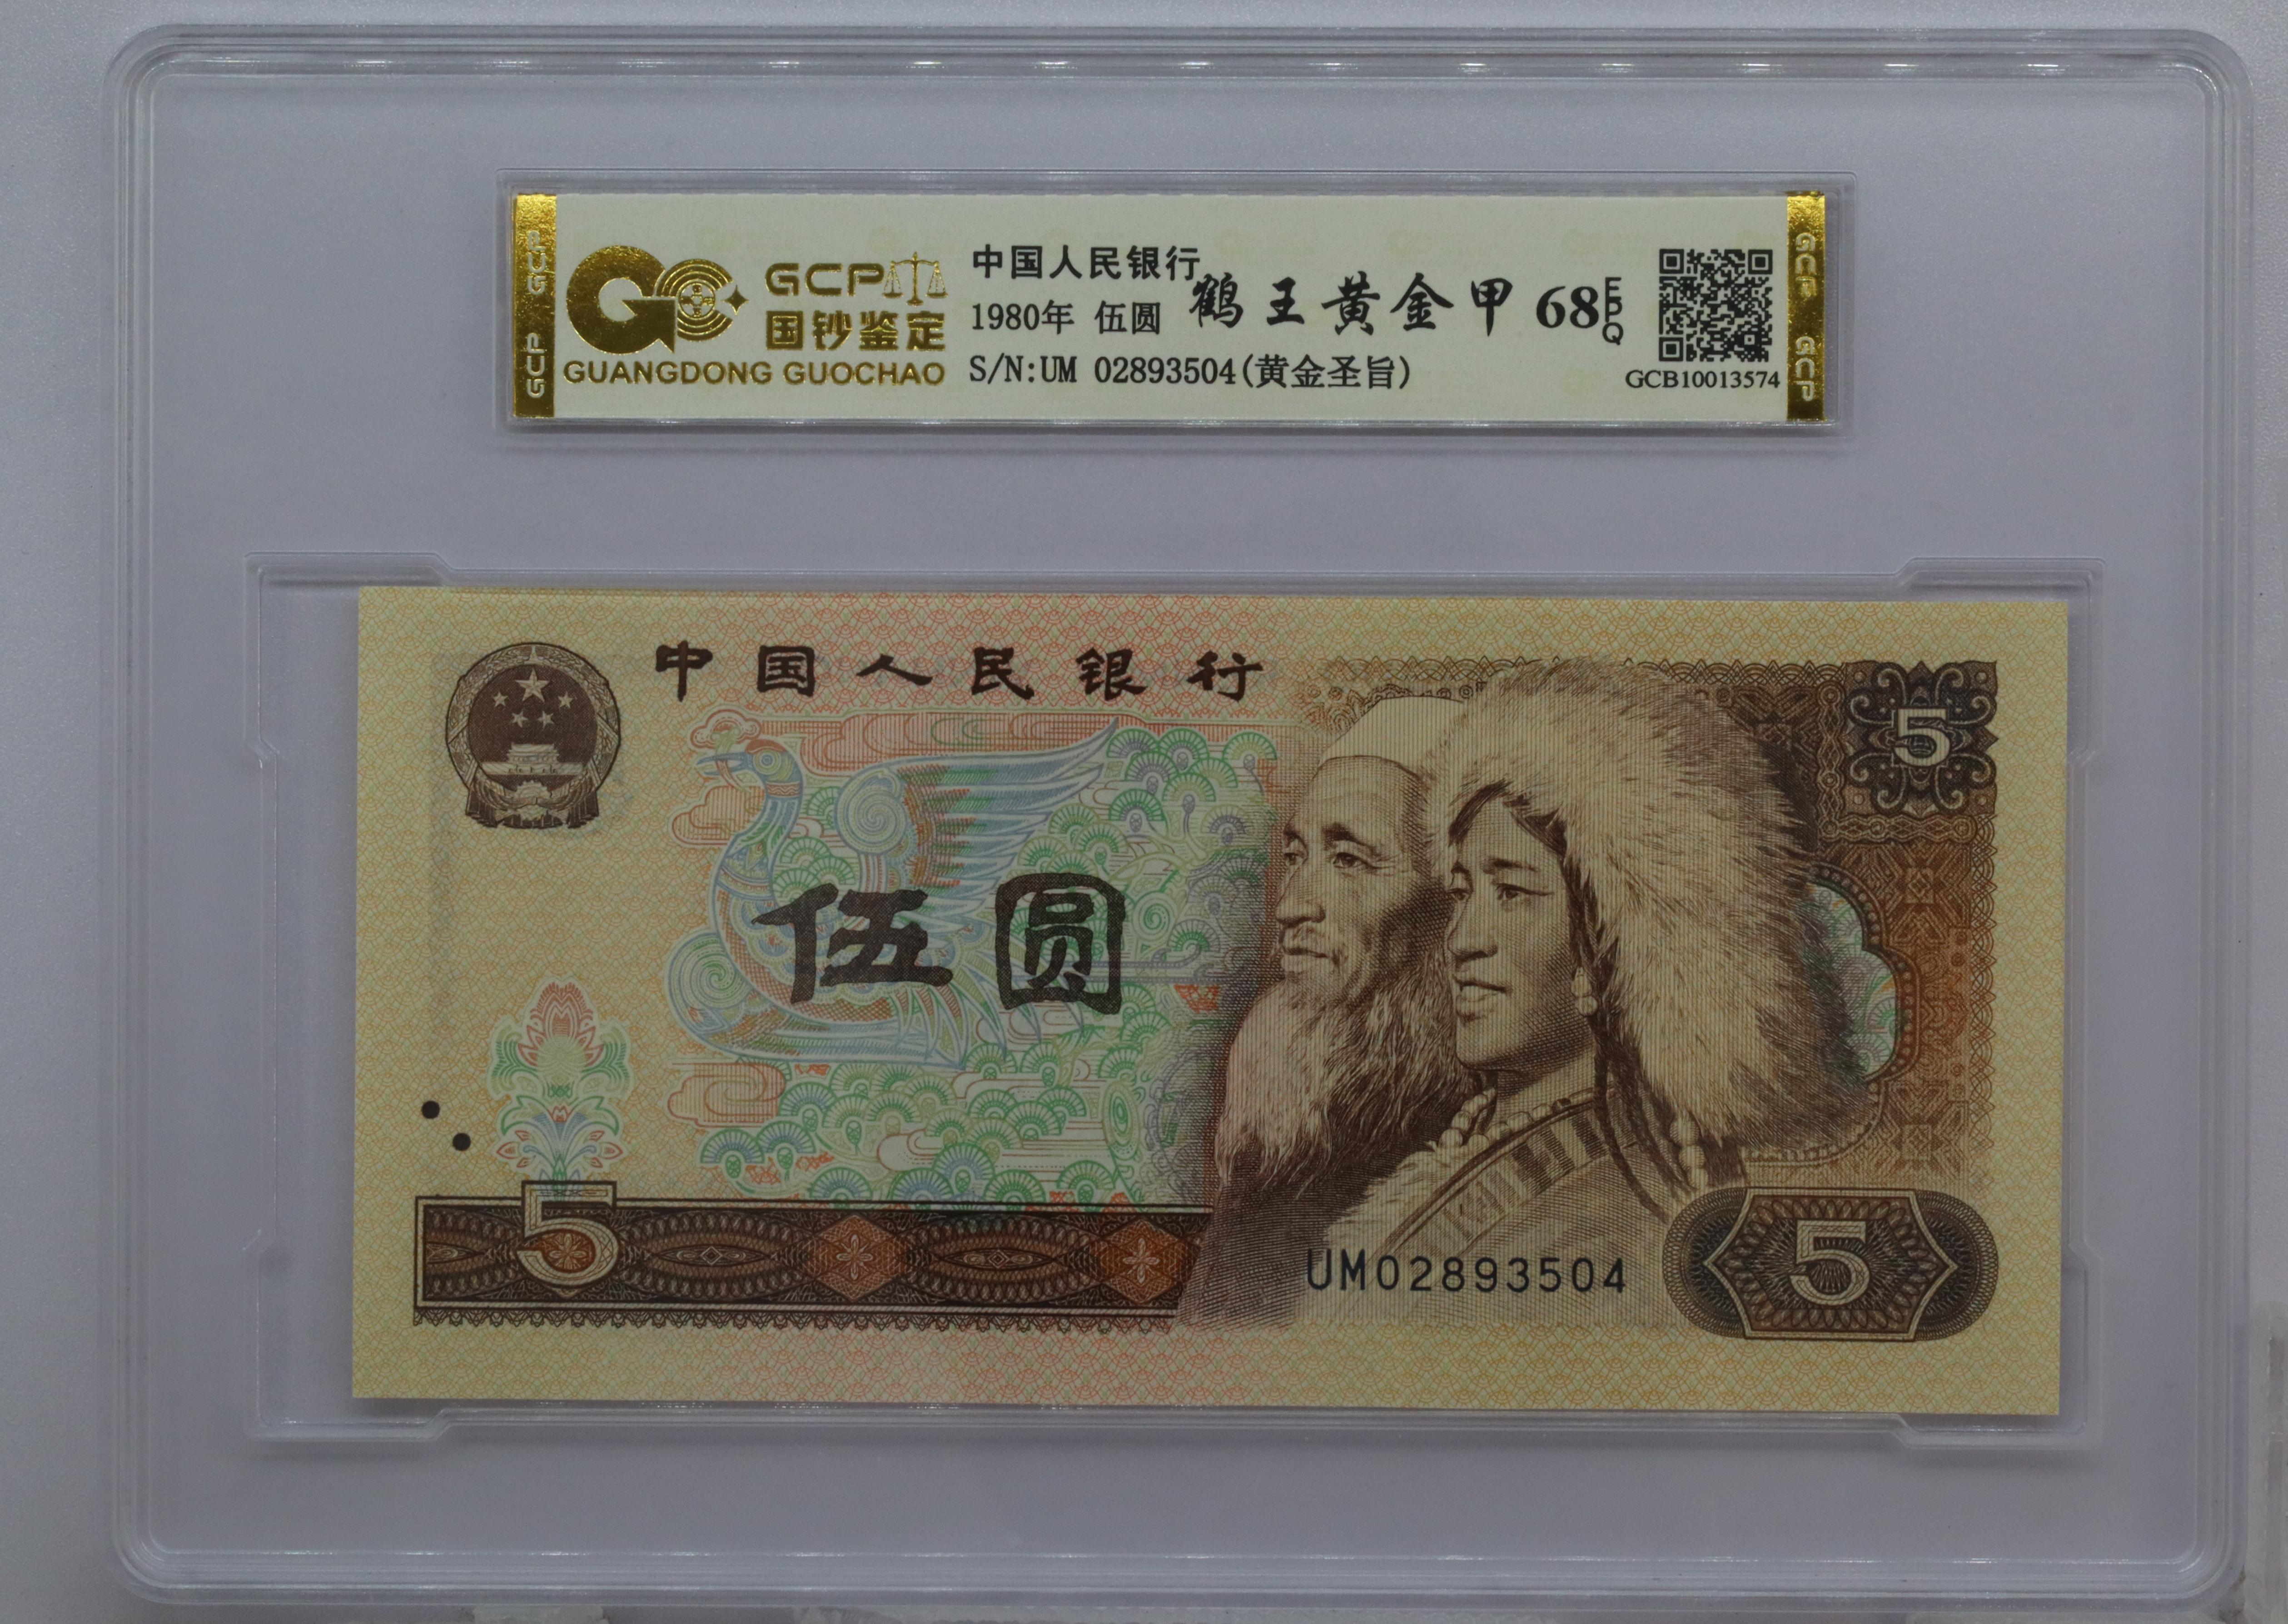 GCP
GCP
GCP
国钞鉴定
GUANGDONG GUOCHAO
中国人民银行
1980年 伍圆
鹤王黄金甲 68 EPQ
S/N:UM 02893504(黄金圣旨)
GCB10013574
GCP
GCP
中国人民银行
5
伍圆
5
UM02893504
5